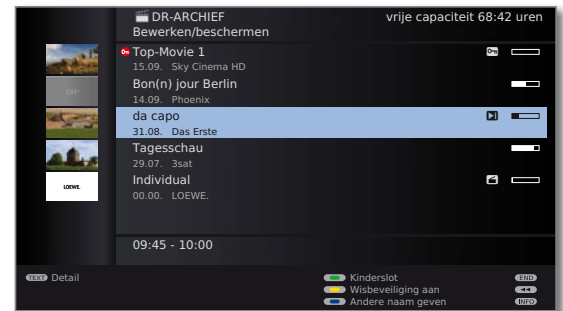 DR-ARCHIEF vrije capaciteit 68:42 uren
Bewerken/beschermen
Top-Movie 1
15.09. Sky Cinema HD
Bon(n) jour Berlin
14.09. Phoenix
da capo
31.08. Das Erste
Tagesschau
29.07. 3sat
Individual
00.00. LOEWE.
LOEWE.
09:45 - 10:00
TEXT Detail
Kinderslot END
Wisbeveiliging aan
Andere naam geven INFO